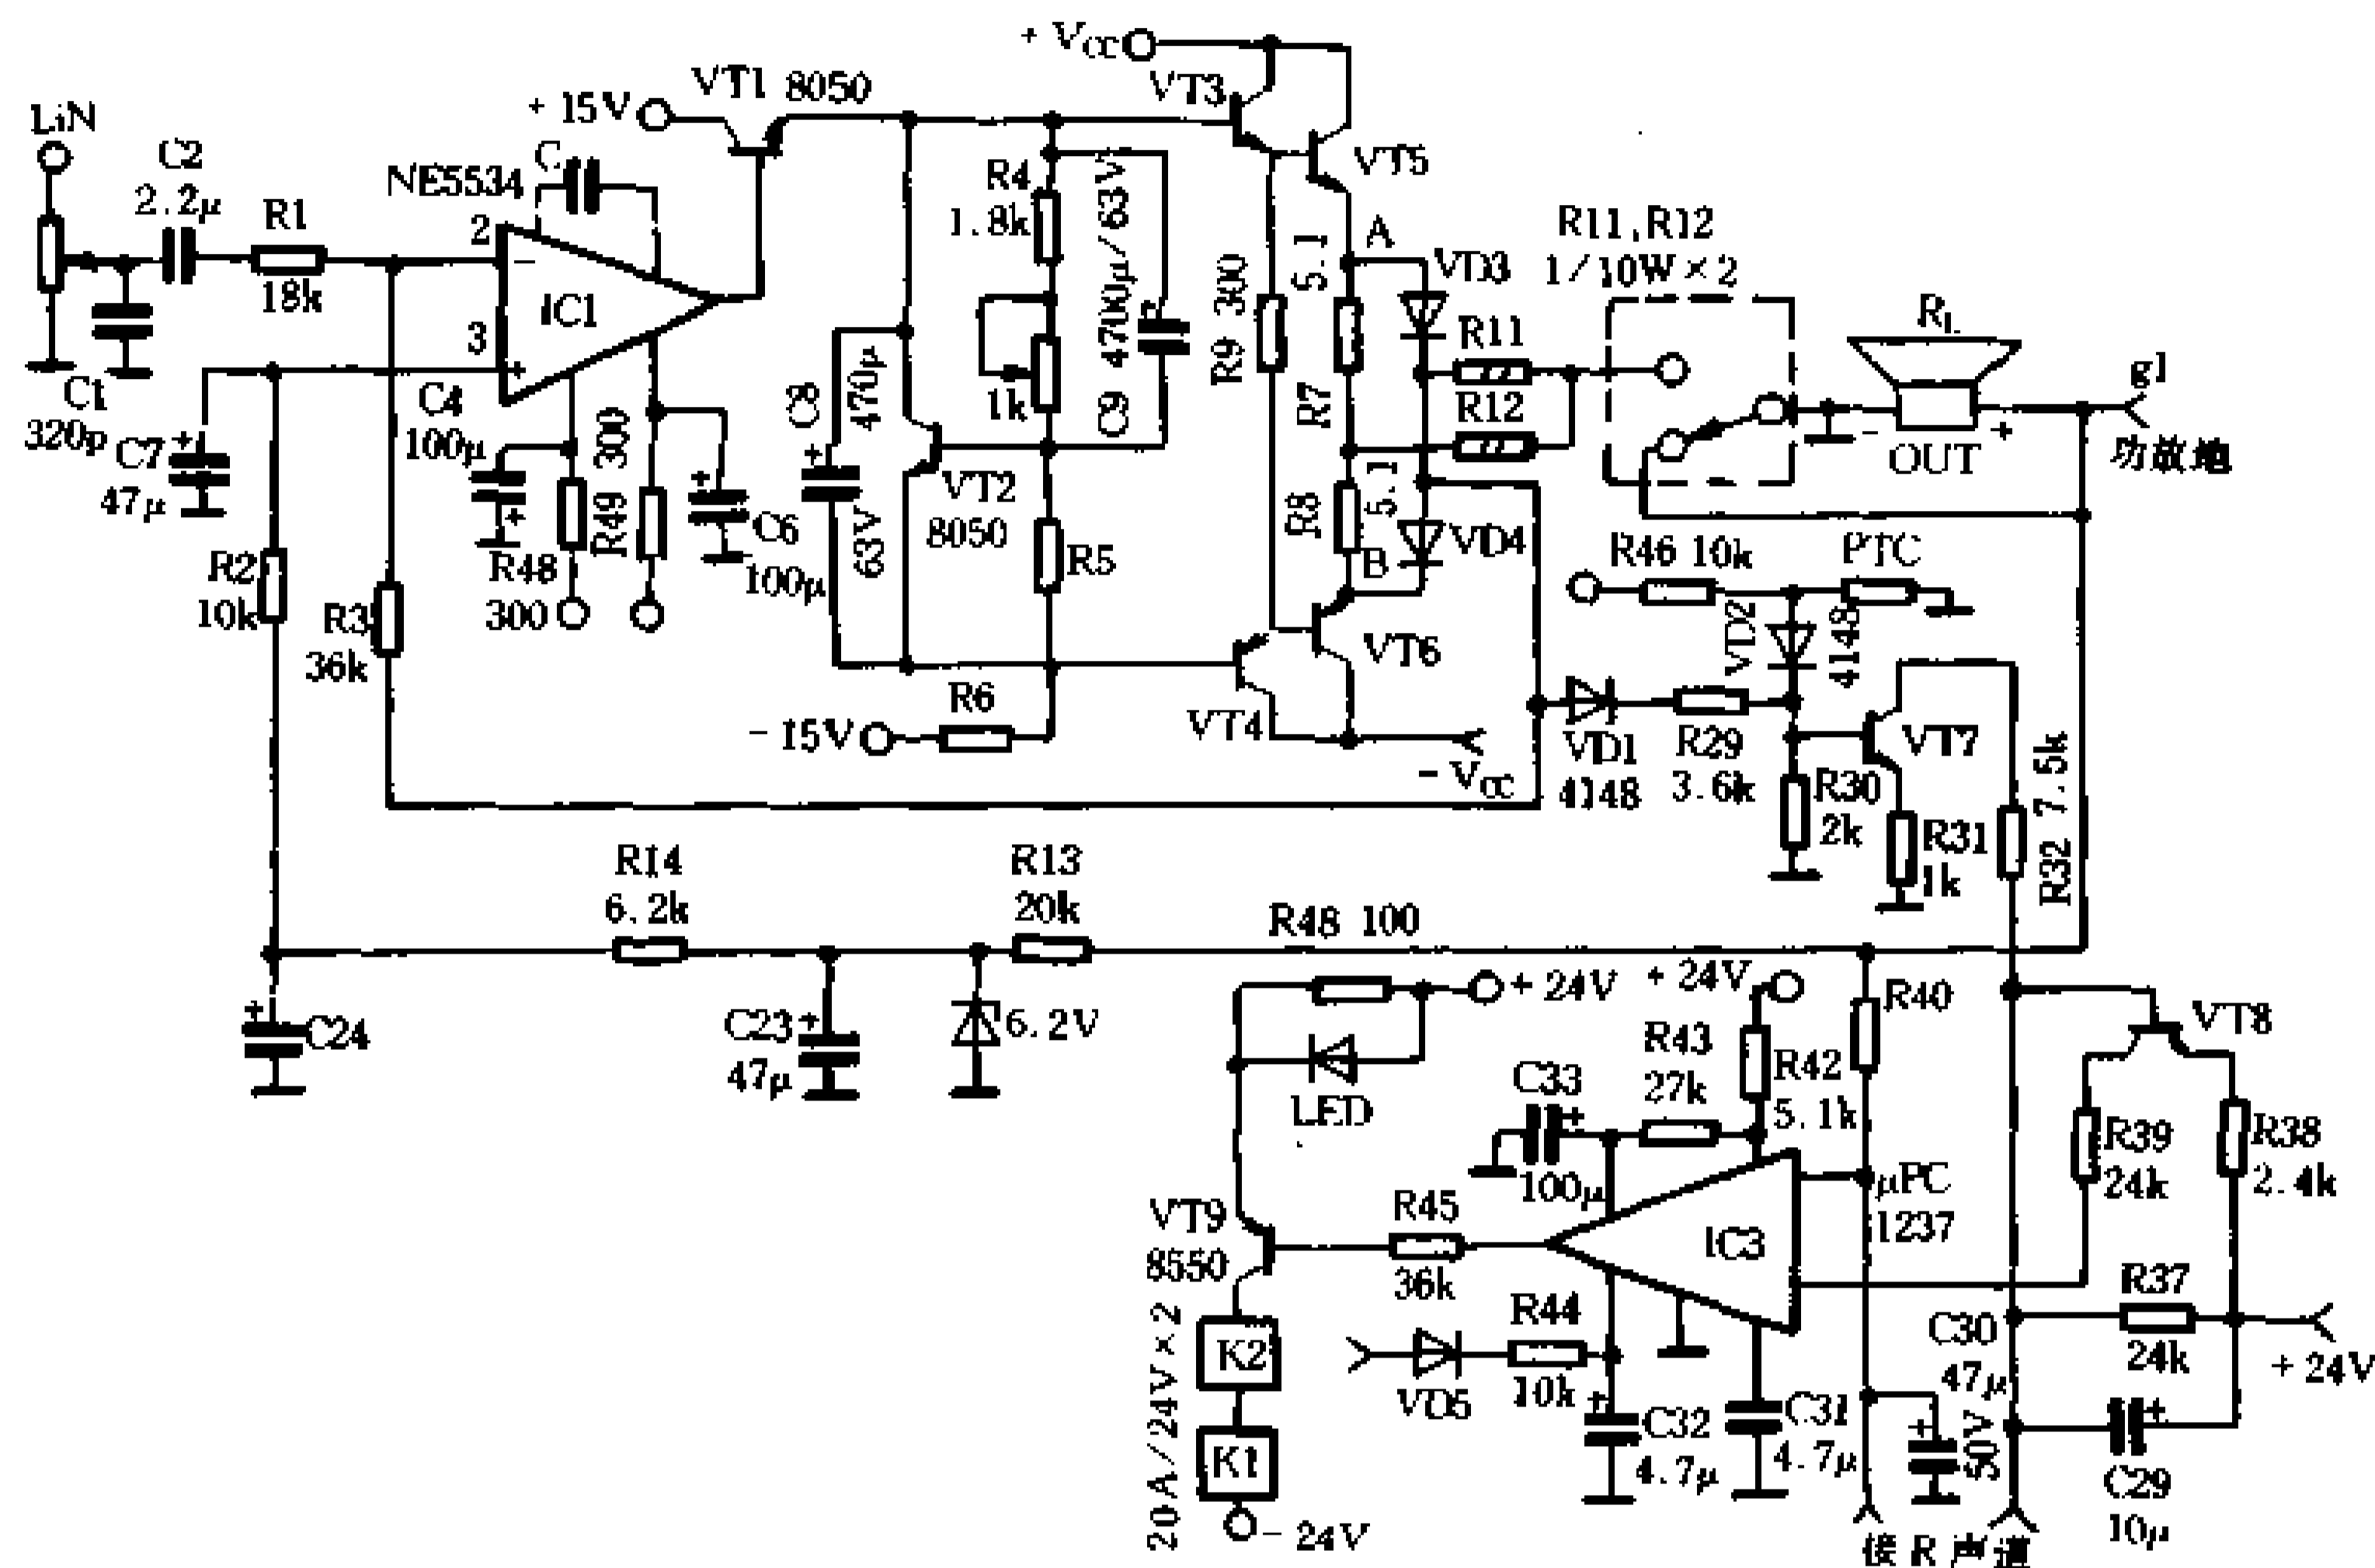 LiN
C2
2.2μ
R1
18k
C1
320p
C7
47μ
R2
10k
R3
36k
NE5534
C
2
3
IC1
+
−
C4
100μ
R48
300
R49
300
C6
100μ
+15V
VT1 8050
C8
470μ
63V
VT2
8050
R4
1.8k
1k
C9 4700μ/63V
R5
R6
−15V
+VCC
VT3
VT5
R9 300
R7
5.1
A
VD3
R11
R12
R8
5.1
B
VD4
VT6
VT4
−VCC
R11,R12
1/10W×2
RL
−
OUT
+
g1
功放地
R46 10k
PTC
VD2
4148
VD1
4148
R29
3.6k
VT7
R30
2k
R31
1k
R32 7.5k
R14
6.2k
R13
20k
C24
C23
47μ
6.2V
R48 100
+24V
LED
+24V
R43
27k
R42
5.1k
R40
C33
100μ
μPC
1237
IC3
VT8
R39
24k
R38
2.4k
VT9
8550
R45
36k
R44
10k
VD5
K2
K1
20A/24V×2
−24V
C32
4.7μ
C31
4.7μ
R37
24k
+24V
C30
47μ
50V
C29
10μ
接R声道